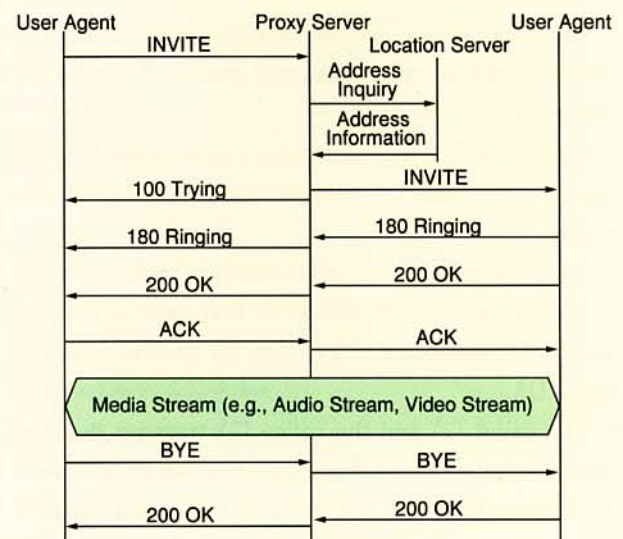 User Agent Proxy Server User Agent
Location Server
INVITE
Address
Inquiry
Address
Information
INVITE
100 Trying
180 Ringing
180 Ringing
200 OK
200 OK
ACK
ACK
Media Stream (e.g., Audio Stream, Video Stream)
BYE
BYE
200 OK
200 OK